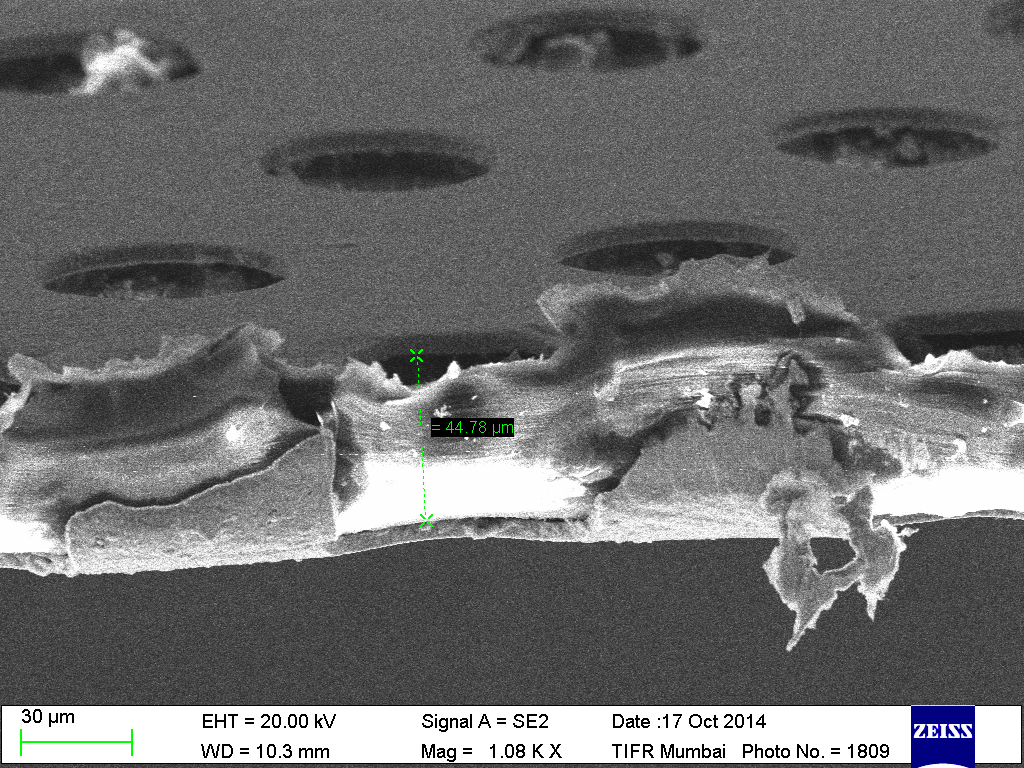 = 44.78 µm
30 µm
EHT = 20.00 kV
Signal A = SE2
Date :17 Oct 2014
ZEISS
WD = 10.3 mm
Mag = 1.08 K X
TIFR Mumbai Photo No. = 1809